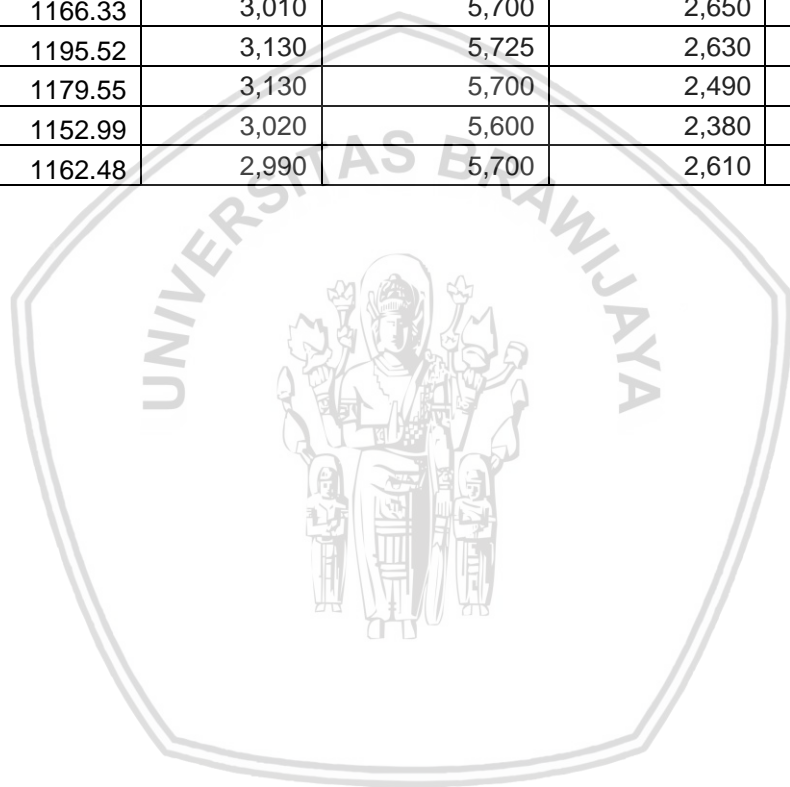 1166.33 3,010 5,700 2,650
1195.52 3,130 5,725 2,630
1179.55 3,130 5,700 2,490
1152.99 3,020 5,600 2,380
1162.48 2,990 5,700 2,610
UNIVERSITAS BRAWIJAYA